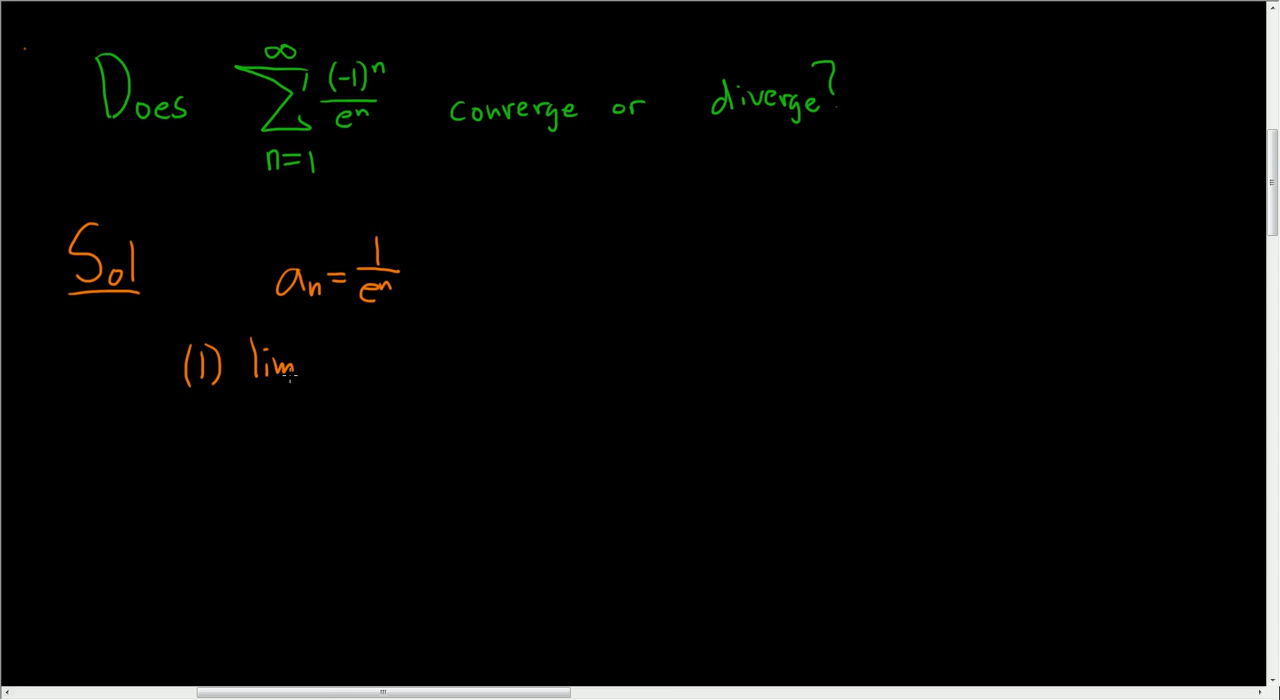 Does ∑_{n=1}^{∞} (-1)^n / e^n converge or diverge?
Sol a_n = 1 / e^n
(1) lim